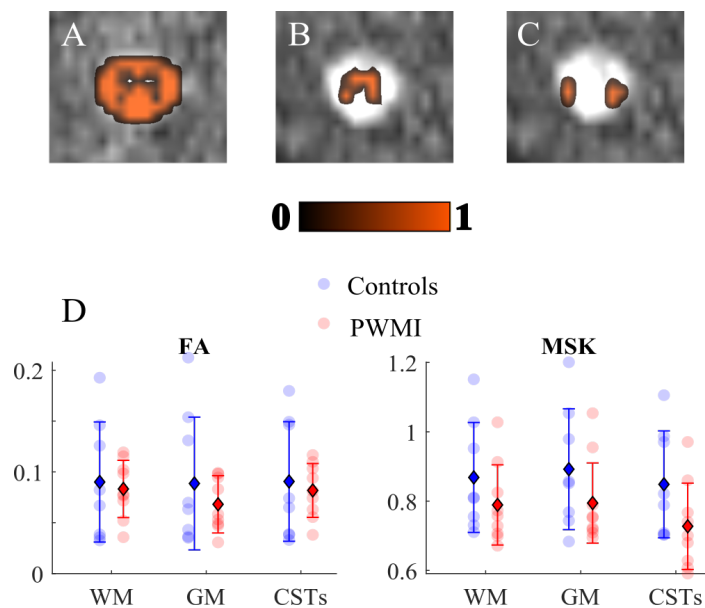 A B C
0 1
Controls
PWMI
D
FA MSK
0.2 1.2
1
0.1
0.8
0 0.6
WM GM CSTs WM GM CSTs